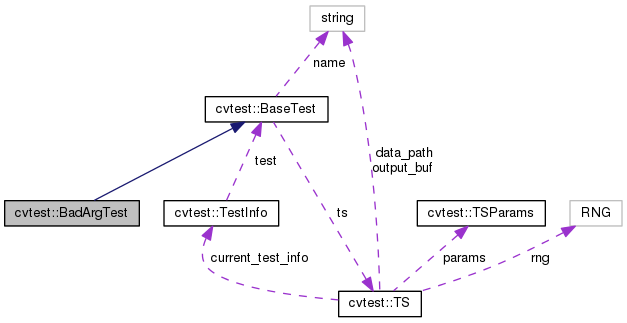 string
name
cvtest::BaseTest
data_path
output_buf
test
cvtest::BadArgTest
cvtest::TestInfo
ts
cvtest::TSParams
RNG
current_test_info
params
rng
cvtest::TS